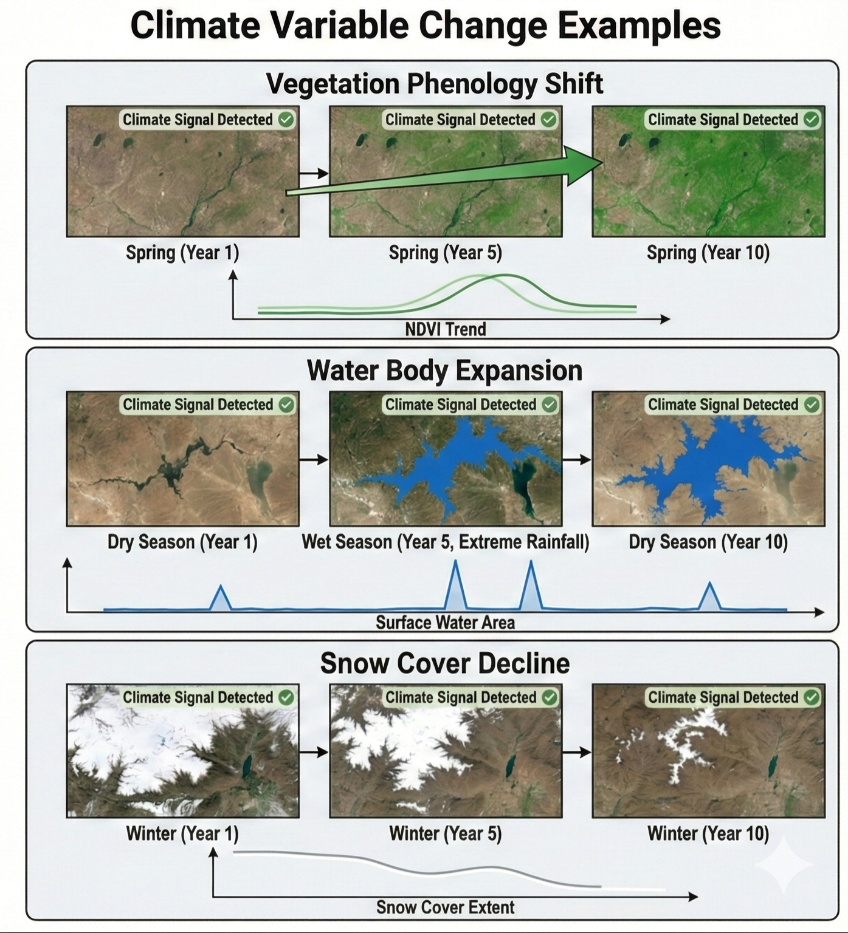 Climate Variable Change Examples
Vegetation Phenology Shift
Climate Signal Detected
Climate Signal Detected
Climate Signal Detected
Spring (Year 1)
Spring (Year 5)
Spring (Year 10)
NDVI Trend
Water Body Expansion
Climate Signal Detected
Climate Signal Detected
Climate Signal Detected
Dry Season (Year 1)
Wet Season (Year 5, Extreme Rainfall)
Dry Season (Year 10)
Surface Water Area
Snow Cover Decline
Climate Signal Detected
Climate Signal Detected
Climate Signal Detected
Winter (Year 1)
Winter (Year 5)
Winter (Year 10)
Snow Cover Extent